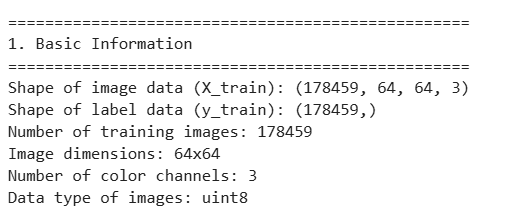 ==================================================
1. Basic Information
==================================================
Shape of image data (X_train): (178459, 64, 64, 3)
Shape of label data (y_train): (178459,)
Number of training images: 178459
Image dimensions: 64x64
Number of color channels: 3
Data type of images: uint8